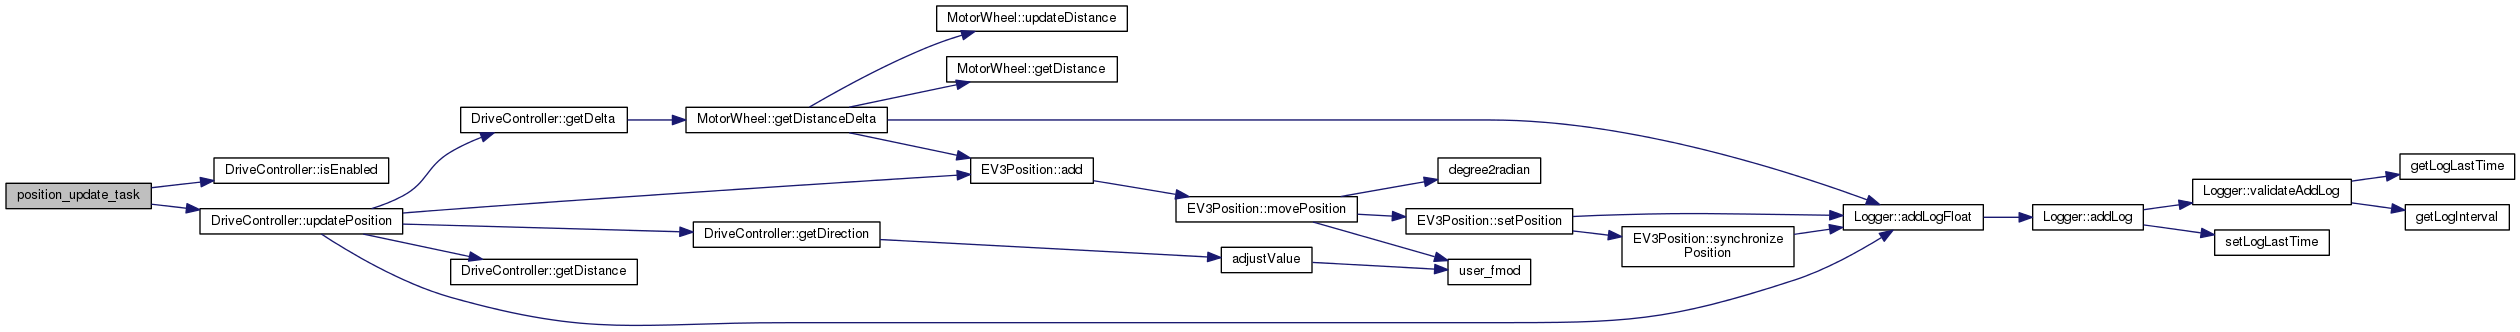 position_update_task
DriveController::isEnabled
DriveController::updatePosition
DriveController::getDelta
DriveController::getDistance
MotorWheel::getDistanceDelta
DriveController::getDirection
MotorWheel::updateDistance
MotorWheel::getDistance
EV3Position::add
EV3Position::movePosition
adjustValue
degree2radian
EV3Position::setPosition
user_fmod
EV3Position::synchronize
Position
Logger::addLogFloat
Logger::addLog
Logger::validateAddLog
setLogLastTime
getLogLastTime
getLogInterval